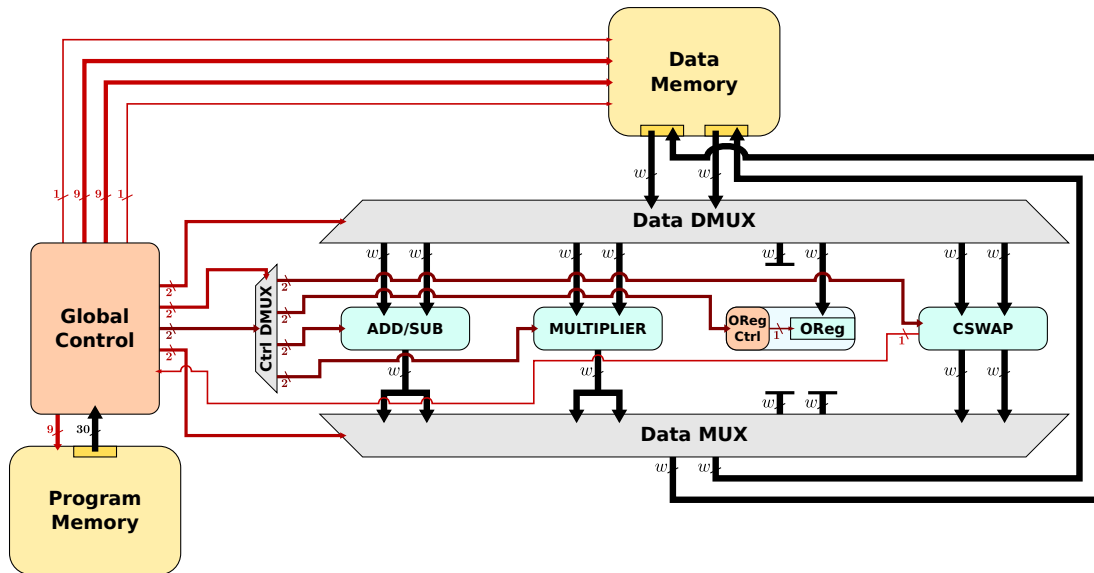 Data
Memory
w w
1 9 9 1
Data DMUX
w w w w w w w w
Global
Control
2
2
2
2
Ctrl DMUX
2
2
2
2
ADD/SUB
MULTIPLIER
OReg
Ctrl
1
OReg
1
CSWAP
w w w w
w w
Data MUX
w w
9 30
Program
Memory